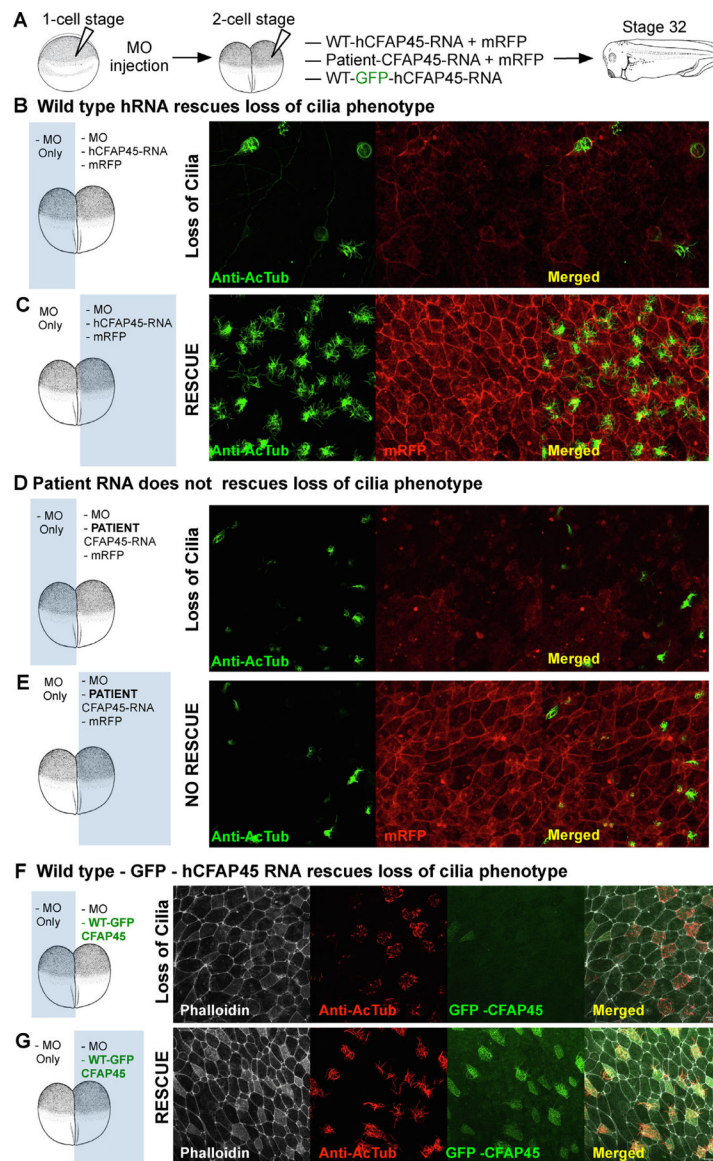 A
1-cell stage
MO
injection
2-cell stage
— WT-hCFAP45-RNA + mRFP
— Patient-CFAP45-RNA + mRFP
— WT-GFP-hCFAP45-RNA
Stage 32
B Wild type hRNA rescues loss of cilia phenotype
- MO
Only
- MO
- hCFAP45-RNA
- mRFP
Loss of Cilia
Anti-AcTub
Merged
C
MO
Only
- MO
- hCFAP45-RNA
- mRFP
RESCUE
Anti-AcTub
mRFP
Merged
D Patient RNA does not rescues loss of cilia phenotype
- MO
Only
- MO
- PATIENT
CFAP45-RNA
- mRFP
Loss of Cilia
Anti-AcTub
Merged
E
MO
Only
- MO
- PATIENT
CFAP45-RNA
- mRFP
NO RESCUE
Anti-AcTub
mRFP
Merged
F Wild type - GFP - hCFAP45 RNA rescues loss of cilia phenotype
- MO
Only
- MO
- WT-GFP
CFAP45
Loss of Cilia
Phalloidin
Anti-AcTub
GFP -CFAP45
Merged
G
- MO
Only
- MO
- WT-GFP
CFAP45
RESCUE
Phalloidin
Anti-AcTub
GFP -CFAP45
Merged